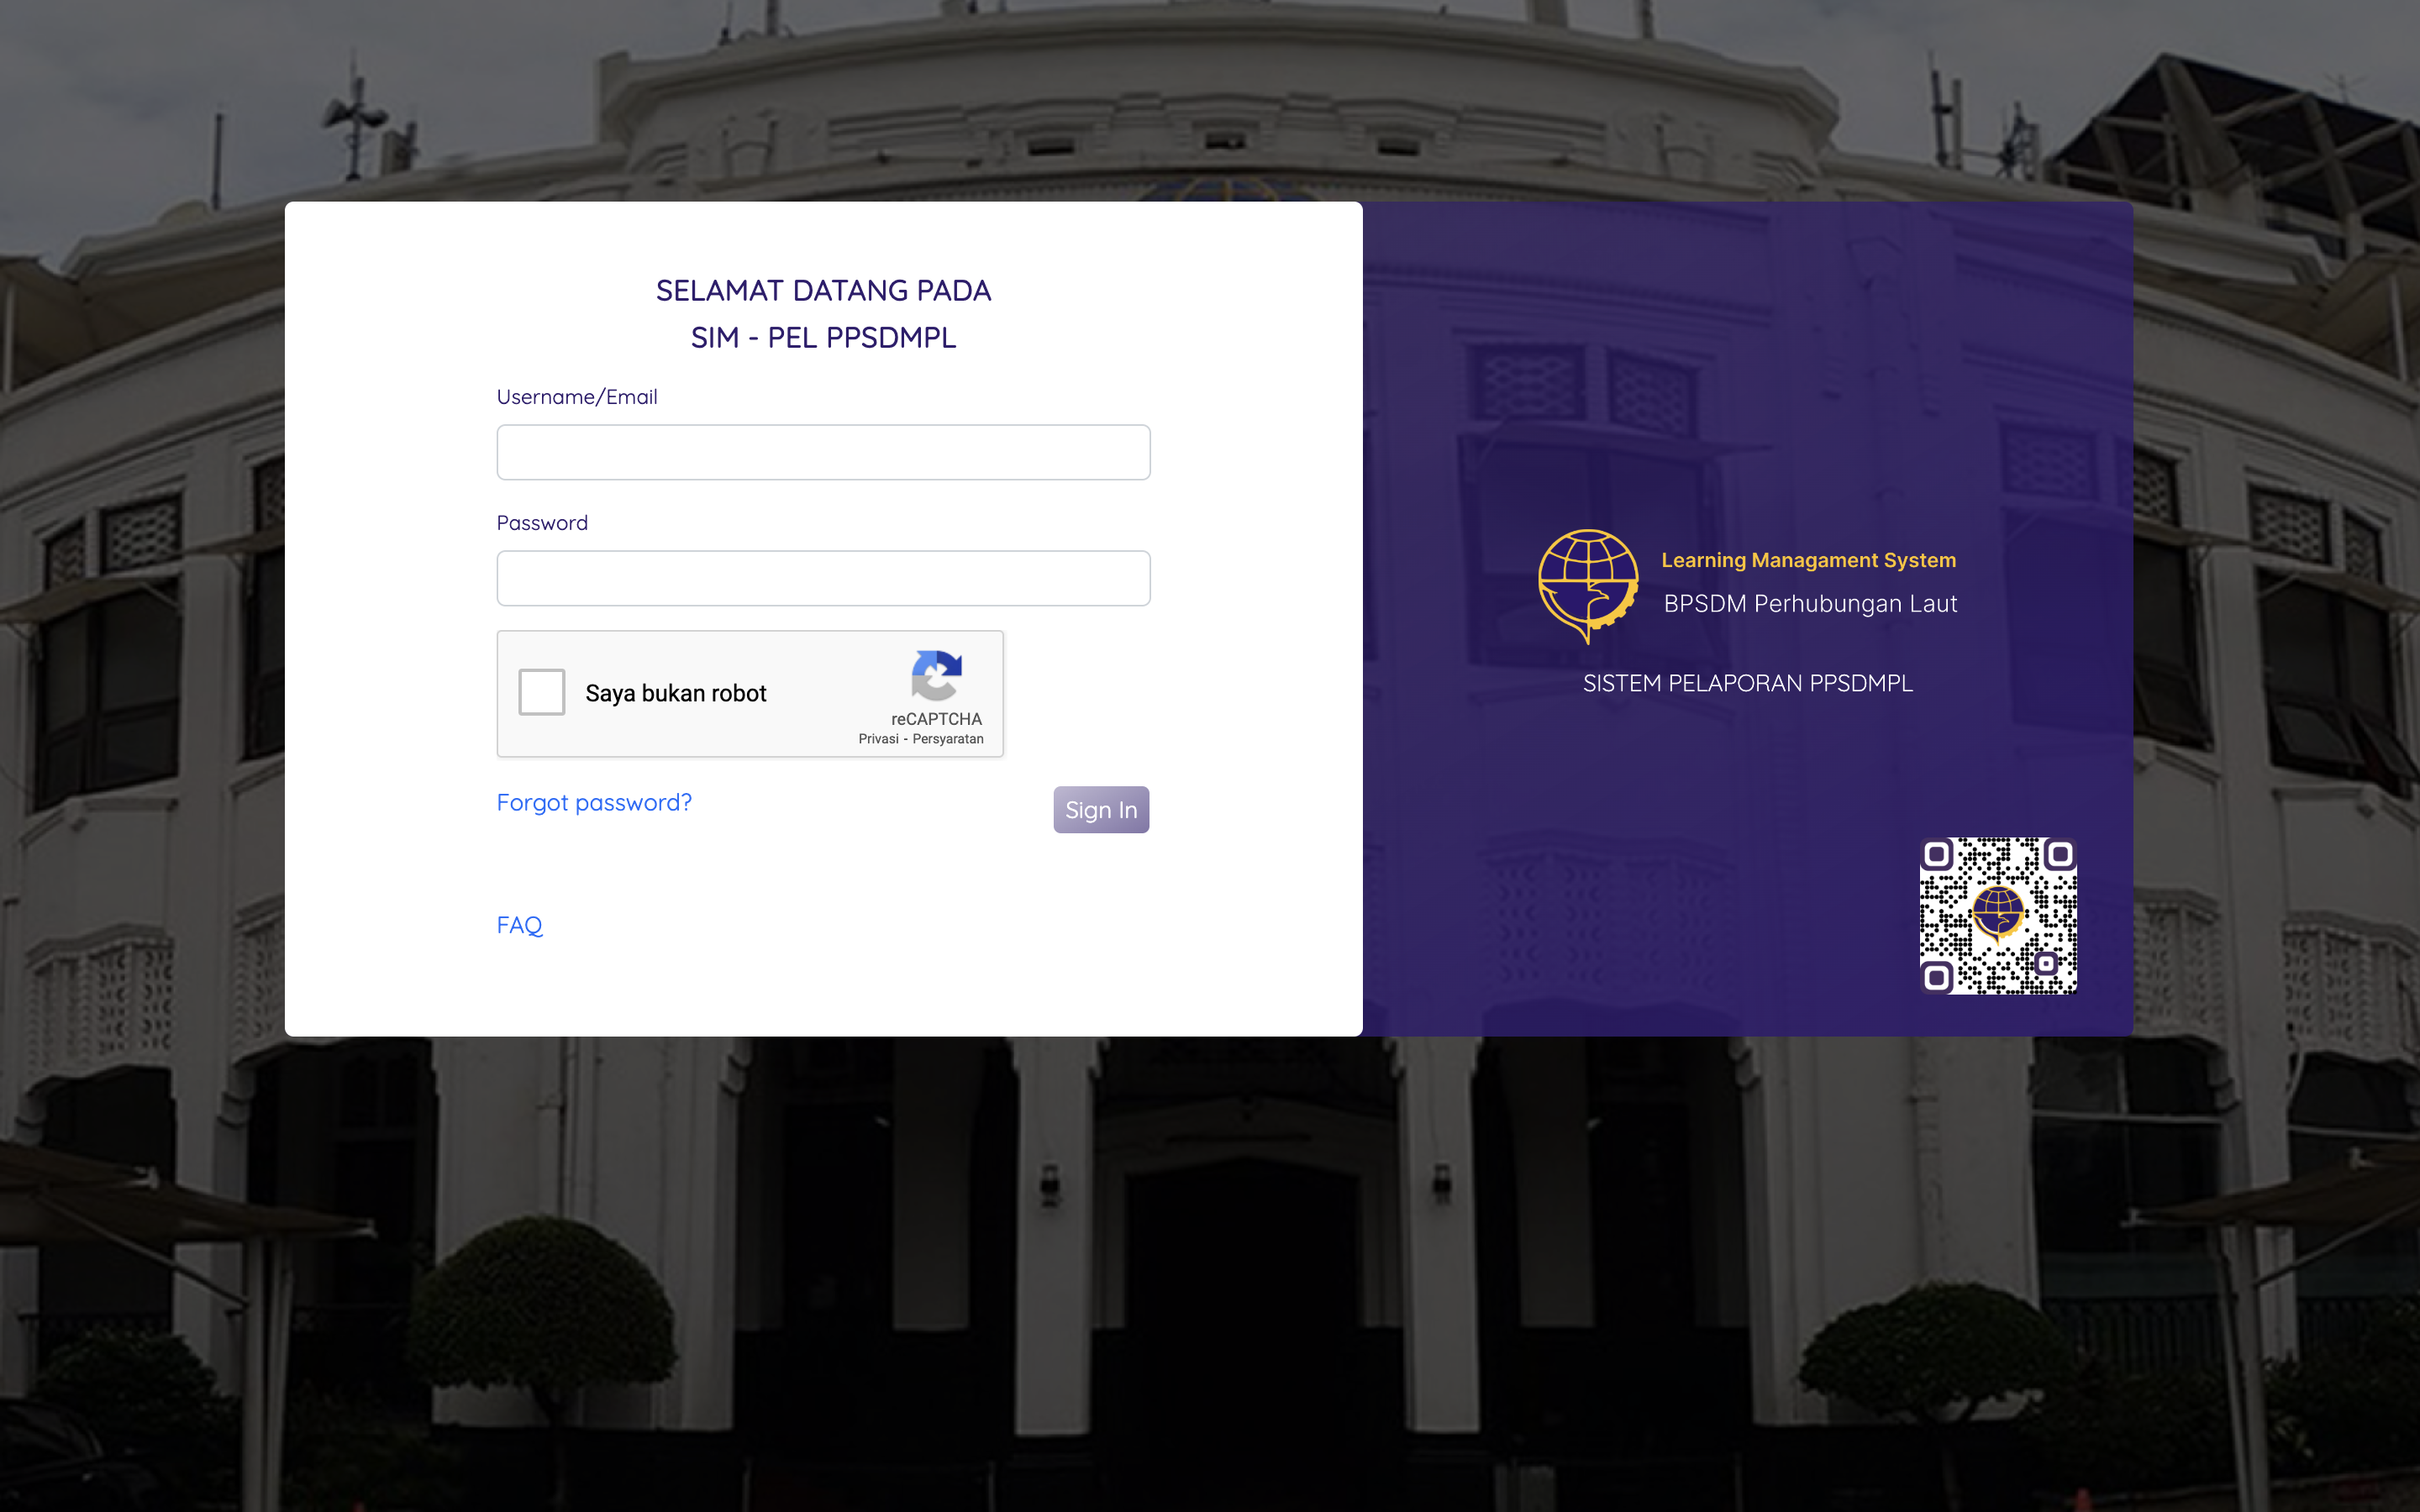 SELAMAT DATANG PADA
SIM - PEL PPSDMPL
Username/Email
Password
Saya bukan robot
reCAPTCHA
Privasi - Persyaratan
Forgot password?
Sign In
FAQ
Learning Managament System
BPSDM Perhubungan Laut
SISTEM PELAPORAN PPSDMPL